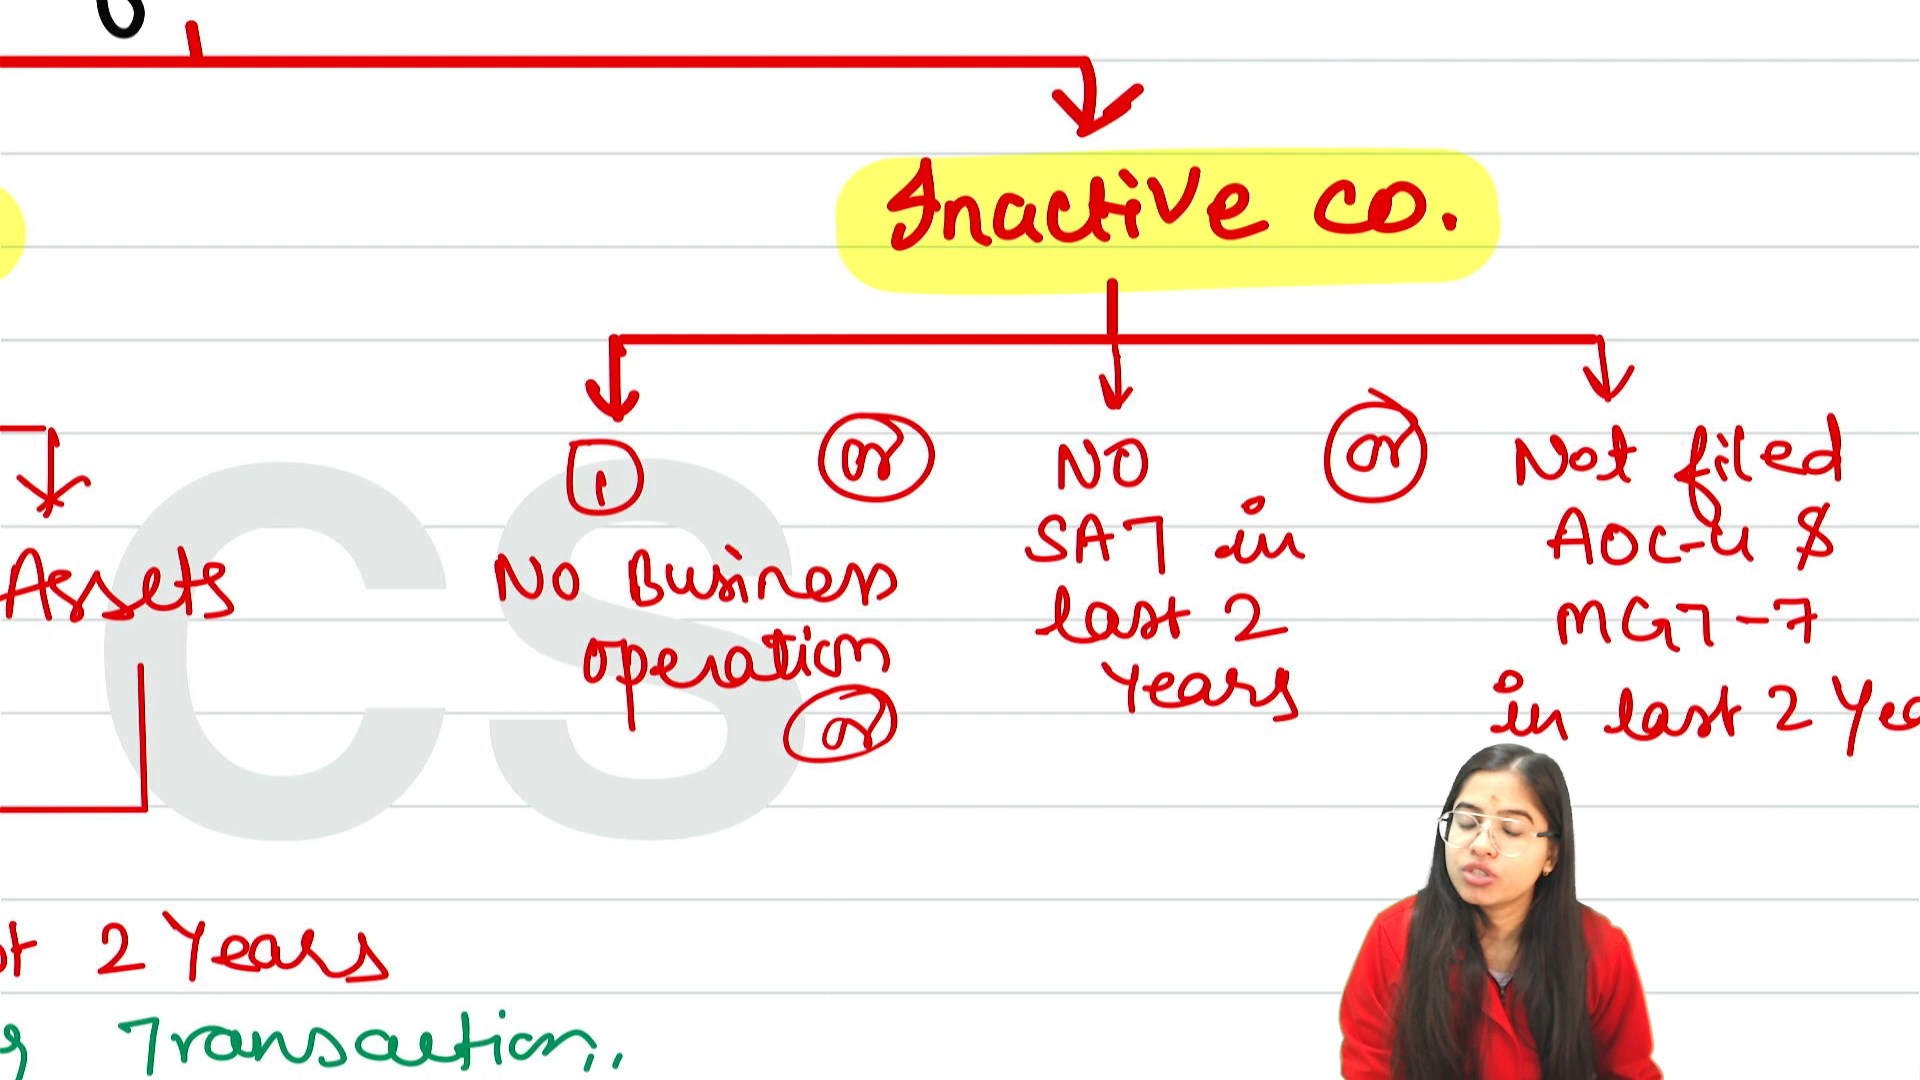 Inactive co.
1
or
NO
SAT in
last 2
Years
or
Not filed
AOC-4 &
MGT-7
in last 2
No Business
operation
or
Assets
CS
2 Years
Transaction.